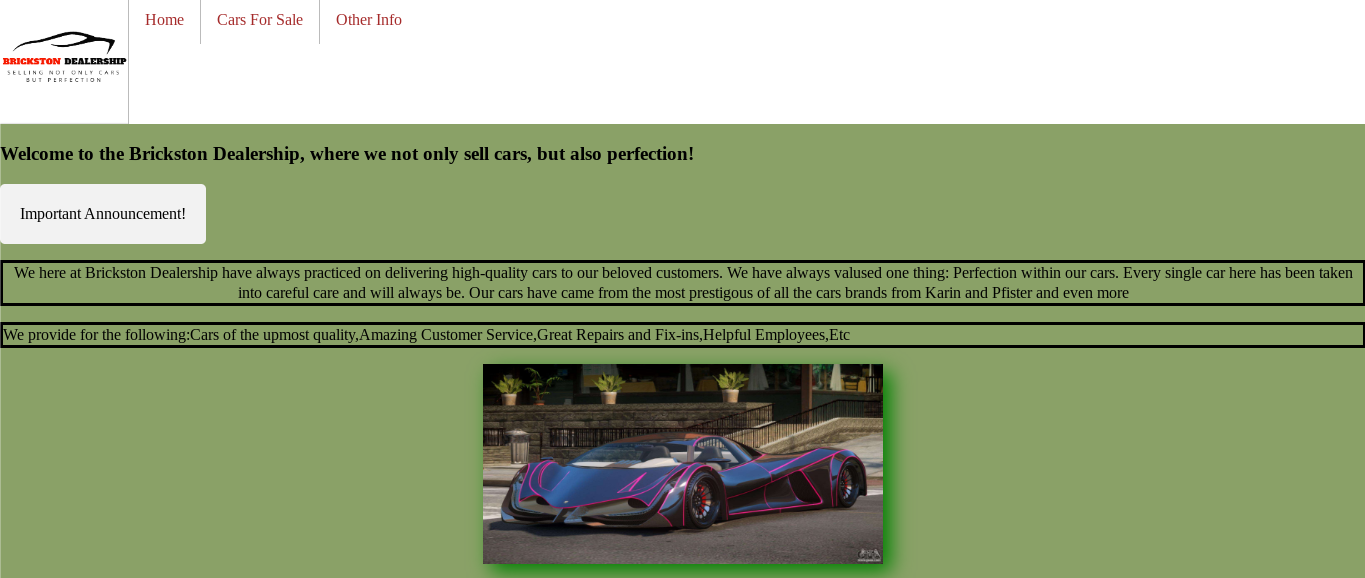 Home
Cars For Sale
Other Info
BRICKSTON DEALERSHIP
SELLING NOT ONLY CARS
BUT PERFECTION
Welcome to the Brickston Dealership, where we not only sell cars, but also perfection!
Important Announcement!
We here at Brickston Dealership have always practiced on delivering high-quality cars to our beloved customers. We have always valused one thing: Perfection within our cars. Every single car here has been taken
into careful care and will always be. Our cars have came from the most prestigous of all the cars brands from Karin and Pfister and even more
We provide for the following:Cars of the upmost quality,Amazing Customer Service,Great Repairs and Fix-ins,Helpful Employees,Etc